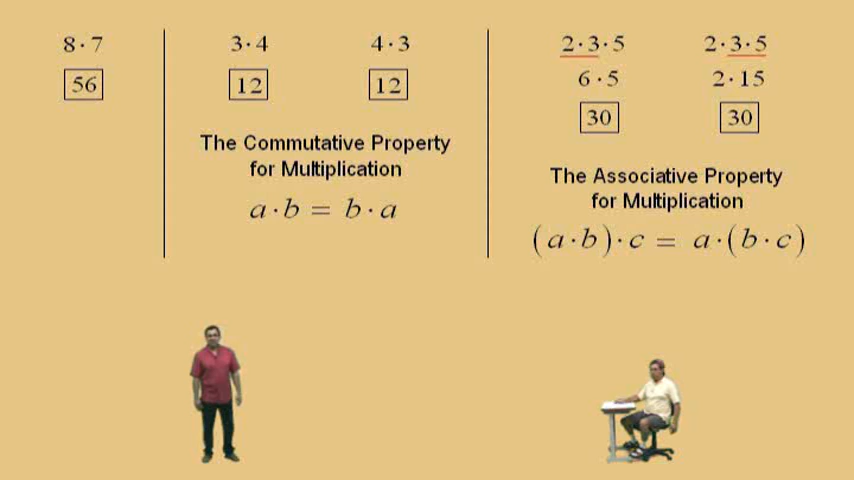 8 · 7
56
3 · 4
4 · 3
12
12
The Commutative Property
for Multiplication
a · b = b · a
2 · 3 · 5
2 · 3 · 5
6 · 5
2 · 15
30
30
The Associative Property
for Multiplication
(a · b) · c = a · (b · c)